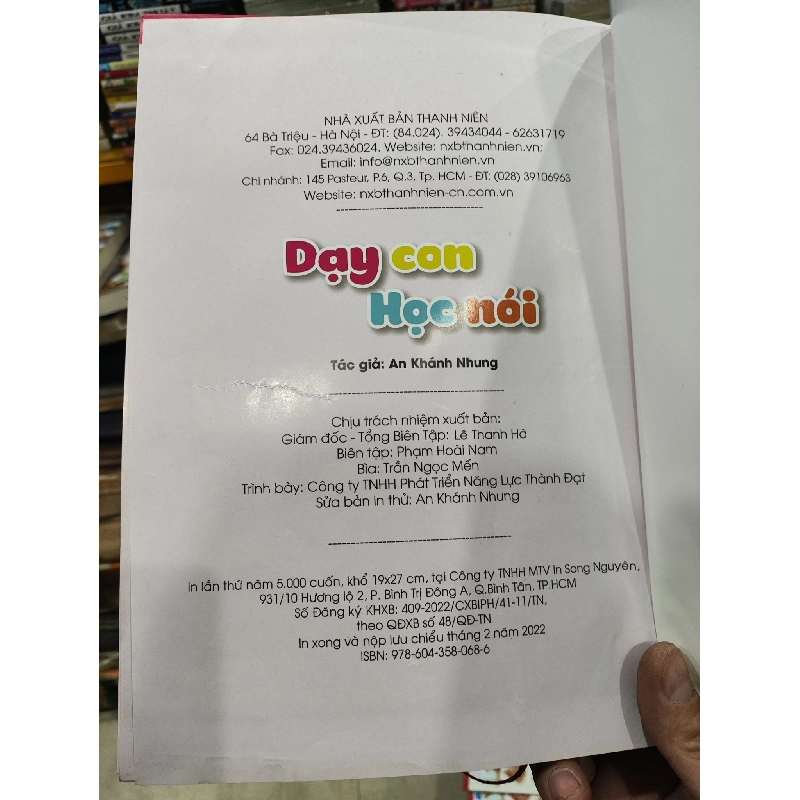 NHÀ XUẤT BẢN THANH NIÊN
64 Bà Triệu - Hà Nội - ĐT: (84.024). 39434044 - 62631719
Fax: 024.39436024, Website: nxbthanhnien.vn;
Email: info@nxbthanhnien.vn
Chi nhánh: 145 Pasteur, P.6, Q.3, Tp. HCM - ĐT: (028) 39106963
Website: nxbthanhnien-cn.com.vn
Dạy con
Học nói
Tác giả: An Khánh Nhung
Chịu trách nhiệm xuất bản:
Giám đốc - Tổng Biên Tập: Lê Thanh Hà
Biên tập: Phạm Hoài Nam
Bìa: Trần Ngọc Mến
Trình bày: Công ty TNHH Phát Triển Năng Lực Thành Đạt
Sửa bản in thử: An Khánh Nhung
In lần thứ năm 5.000 cuốn, khổ 19x27 cm, tại Công ty TNHH MTV In Song Nguyên,
931/10 Hương lộ 2, P. Bình Trị Đông A, Q.Bình Tân, TP.HCM
Số Đăng ký KHXB: 409-2022/CXBIPH/41-11/TN,
theo QĐXB số 48/QĐ-TN
In xong và nộp lưu chiểu tháng 2 năm 2022
ISBN: 978-604-358-068-6